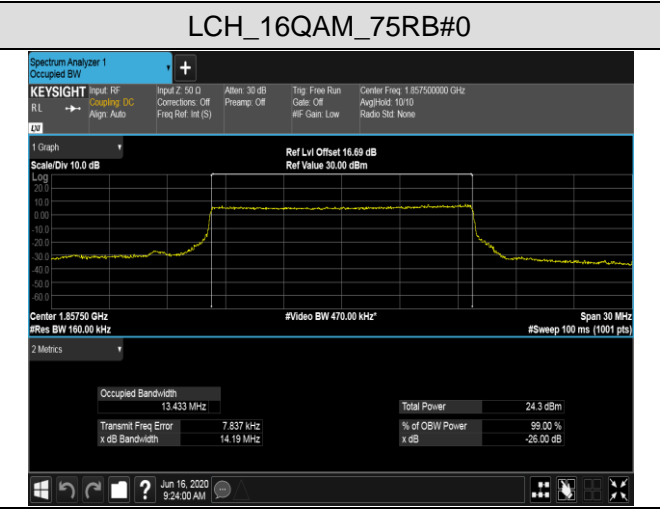 LCH_16QAM_75RB#0
Spectrum Analyzer 1
Occupied BW
+
KEYSIGHT Input: RF Input Z: 50 Ω Atten: 30 dB Trig: Free Run Center Freq: 1.857500000 GHz
RL Coupling: DC Corrections: Off Preamp: Off Gate: Off Avg|Hold: 10/10
Align: Auto Freq Ref: Int (S) #IF Gain: Low Radio Std: None
LXI
1 Graph Ref Lvl Offset 16.69 dB
Scale/Div 10.0 dB Ref Value 30.00 dBm
Log
20.0
10.0
0.00
-10.0
-20.0
-30.0
-40.0
-50.0
-60.0
Center 1.85750 GHz #Video BW 470.00 kHz* Span 30 MHz
#Res BW 160.00 kHz #Sweep 100 ms (1001 pts)
2 Metrics
Occupied Bandwidth
13.433 MHz Total Power 24.3 dBm
Transmit Freq Error 7.837 kHz % of OBW Power 99.00 %
x dB Bandwidth 14.19 MHz x dB -26.00 dB
? Jun 16, 2020
9:24:00 AM